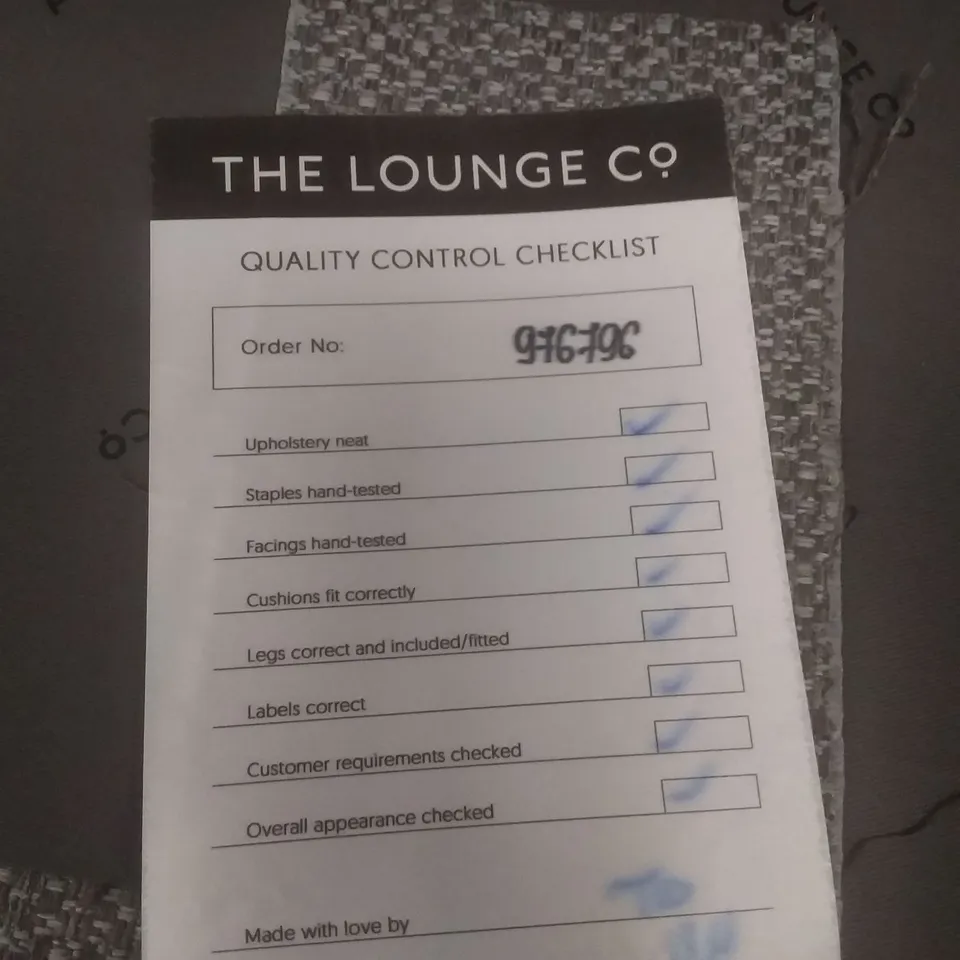 THE LOUNGE Cº
QUALITY CONTROL CHECKLIST
Order No: 976796
Upholstery neat
Staples hand-tested
Facings hand-tested
Cushions fit correctly
Legs correct and included/fitted
Labels correct
Customer requirements checked
Overall appearance checked
Made with love by